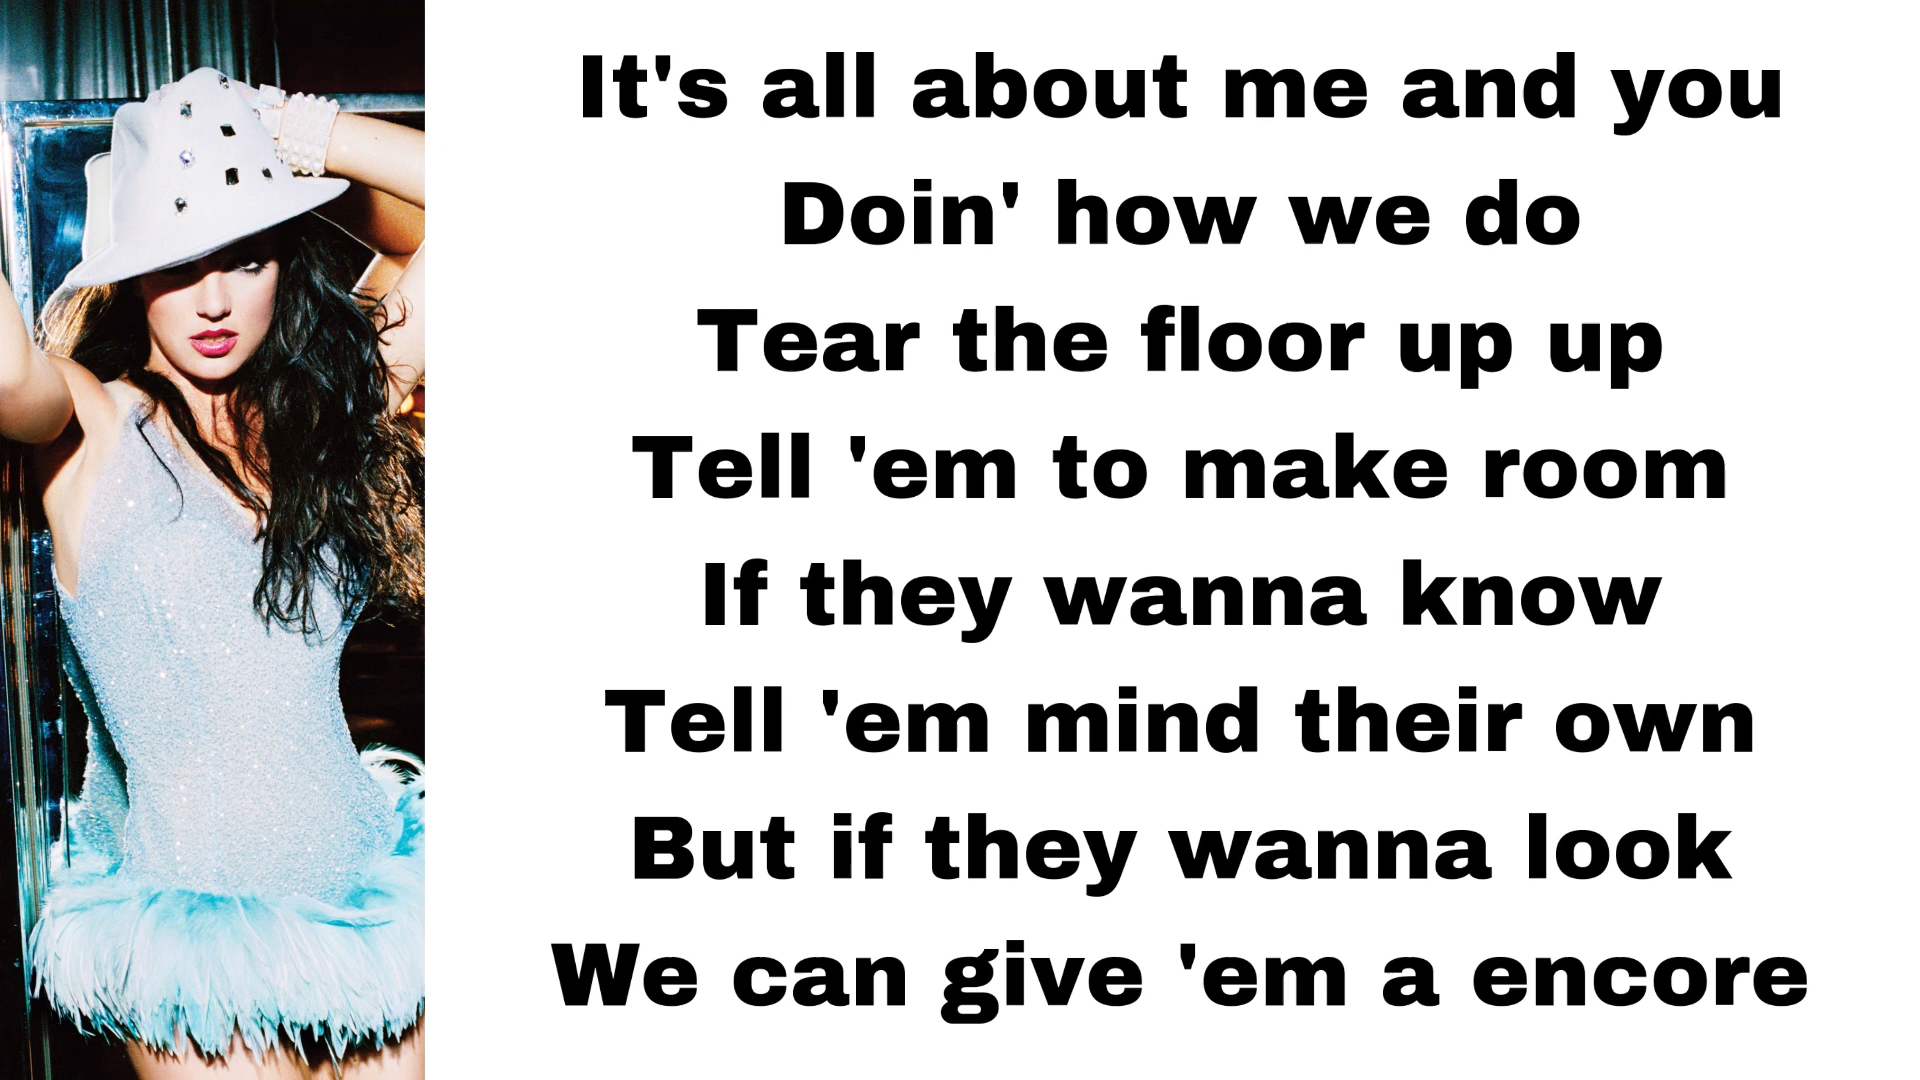 It's all about me and you
Doin' how we do
Tear the floor up up
Tell 'em to make room
If they wanna know
Tell 'em mind their own
But if they wanna look
We can give 'em a encore